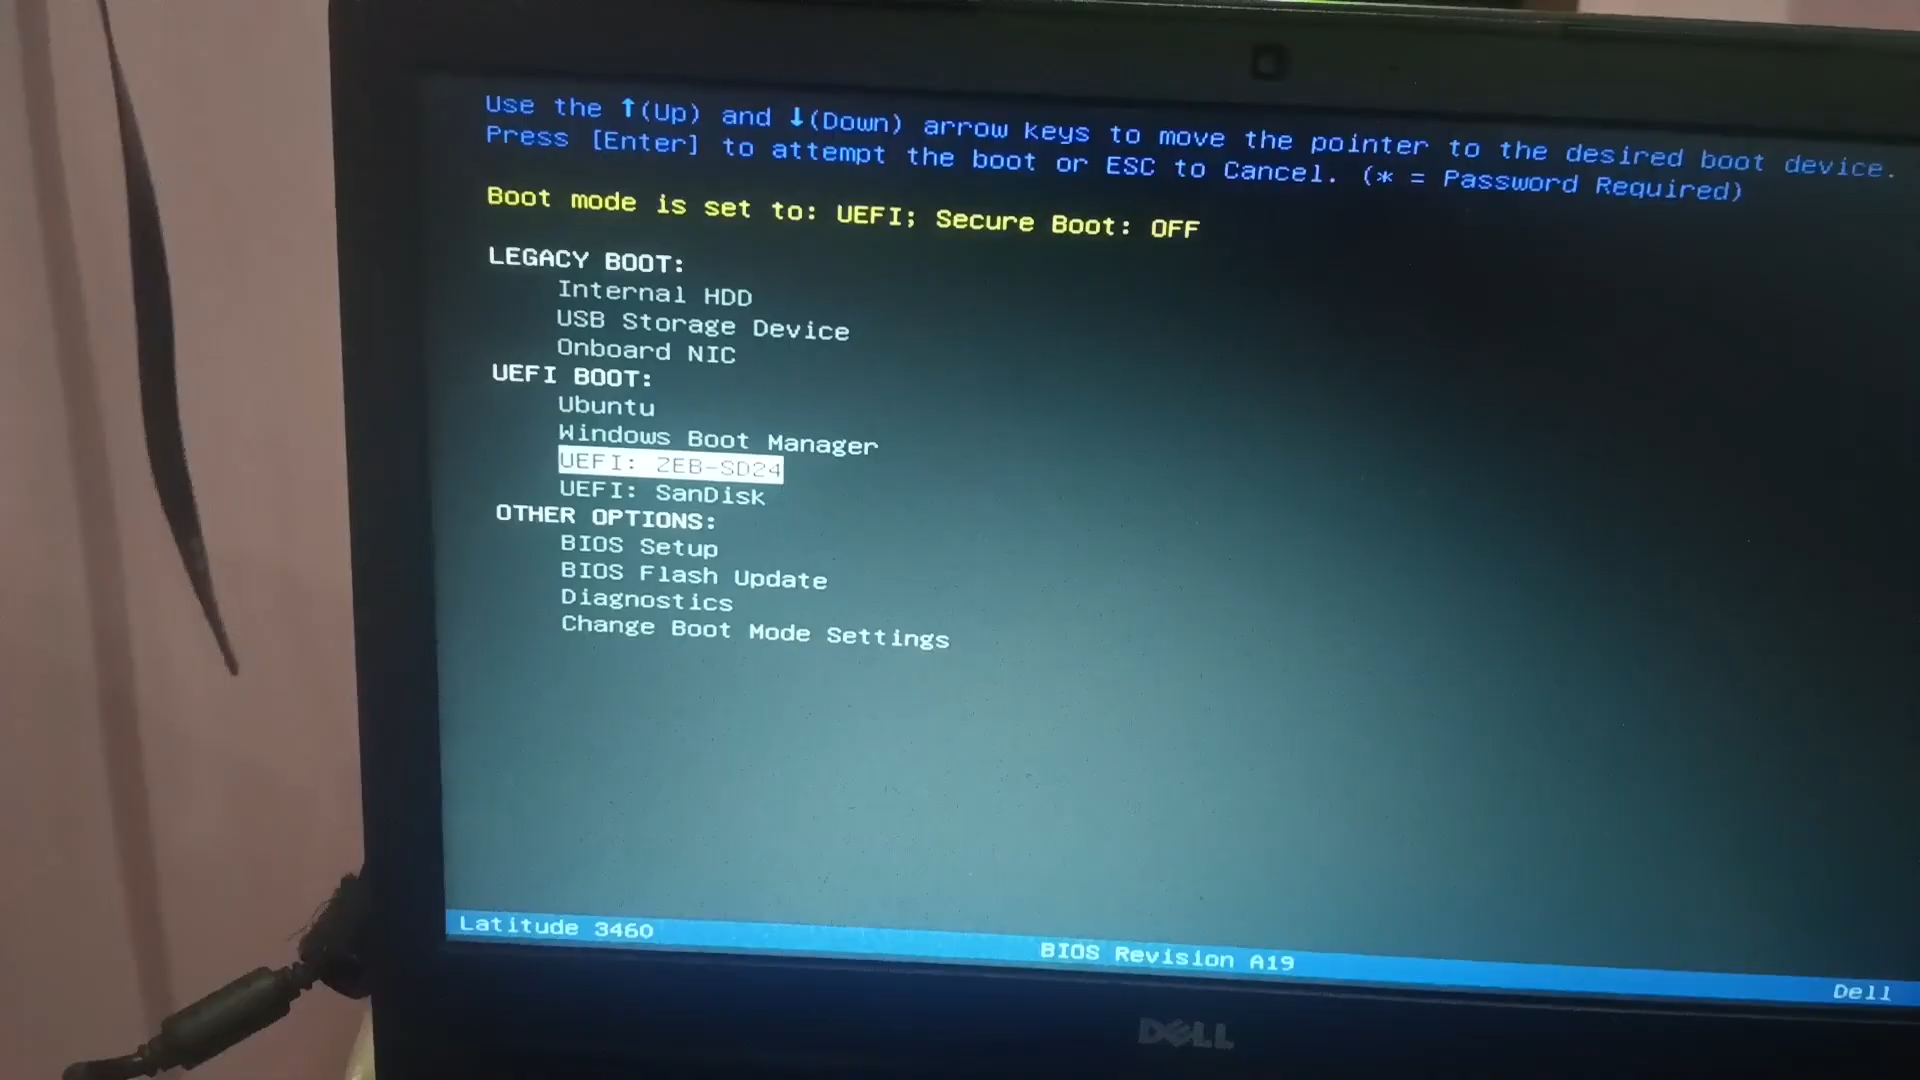 Use the ↑(Up) and ↓(Down) arrow keys to move the pointer to the desired boot device.
Press [Enter] to attempt the boot or ESC to Cancel. (* = Password Required)
Boot mode is set to: UEFI; Secure Boot: OFF
LEGACY BOOT:
Internal HDD
USB Storage Device
Onboard NIC
UEFI BOOT:
Ubuntu
Windows Boot Manager
UEFI: ZEB-SD24
UEFI: SanDisk
OTHER OPTIONS:
BIOS Setup
BIOS Flash Update
Diagnostics
Change Boot Mode Settings
Latitude 3460
BIOS Revision A19
Dell
DELL